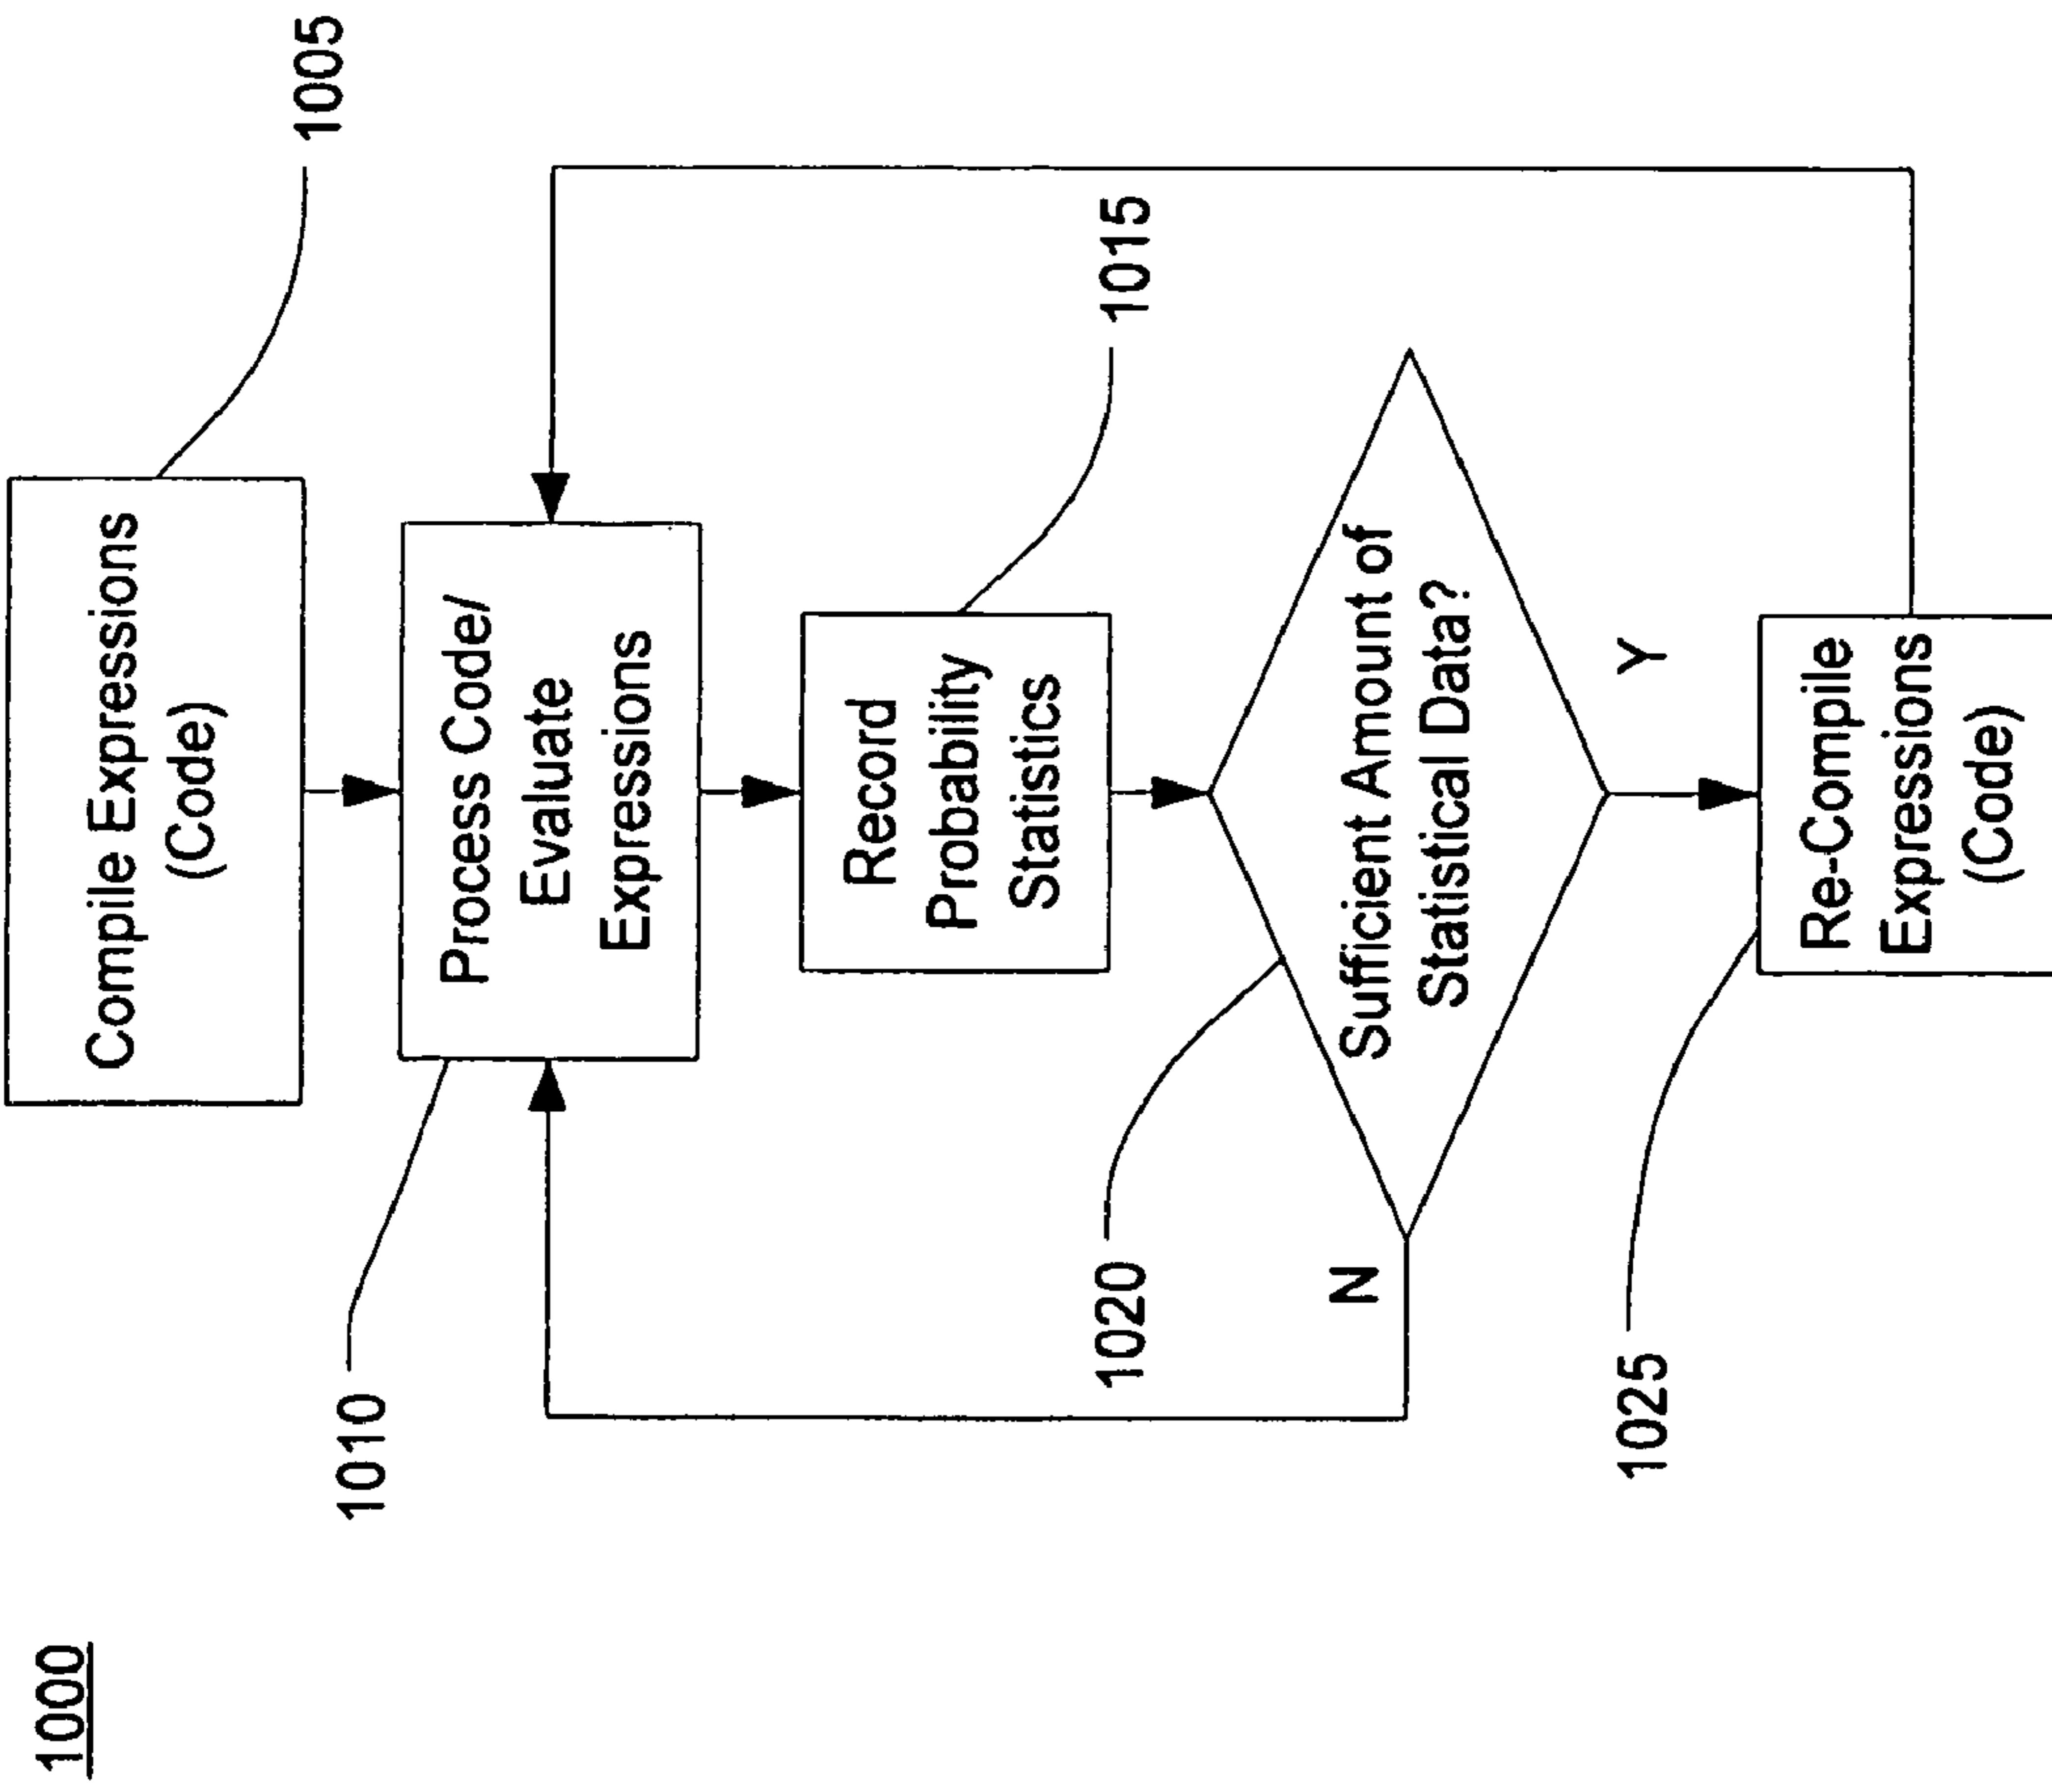 1000
Compile Expressions
(Code)
1005
1010
Process Code/
Evaluate
Expressions
Record
Probability
Statistics
1015
1020
Sufficient Amount of
Statistical Data?
N
Y
1025
Re-Compile
Expressions
(Code)